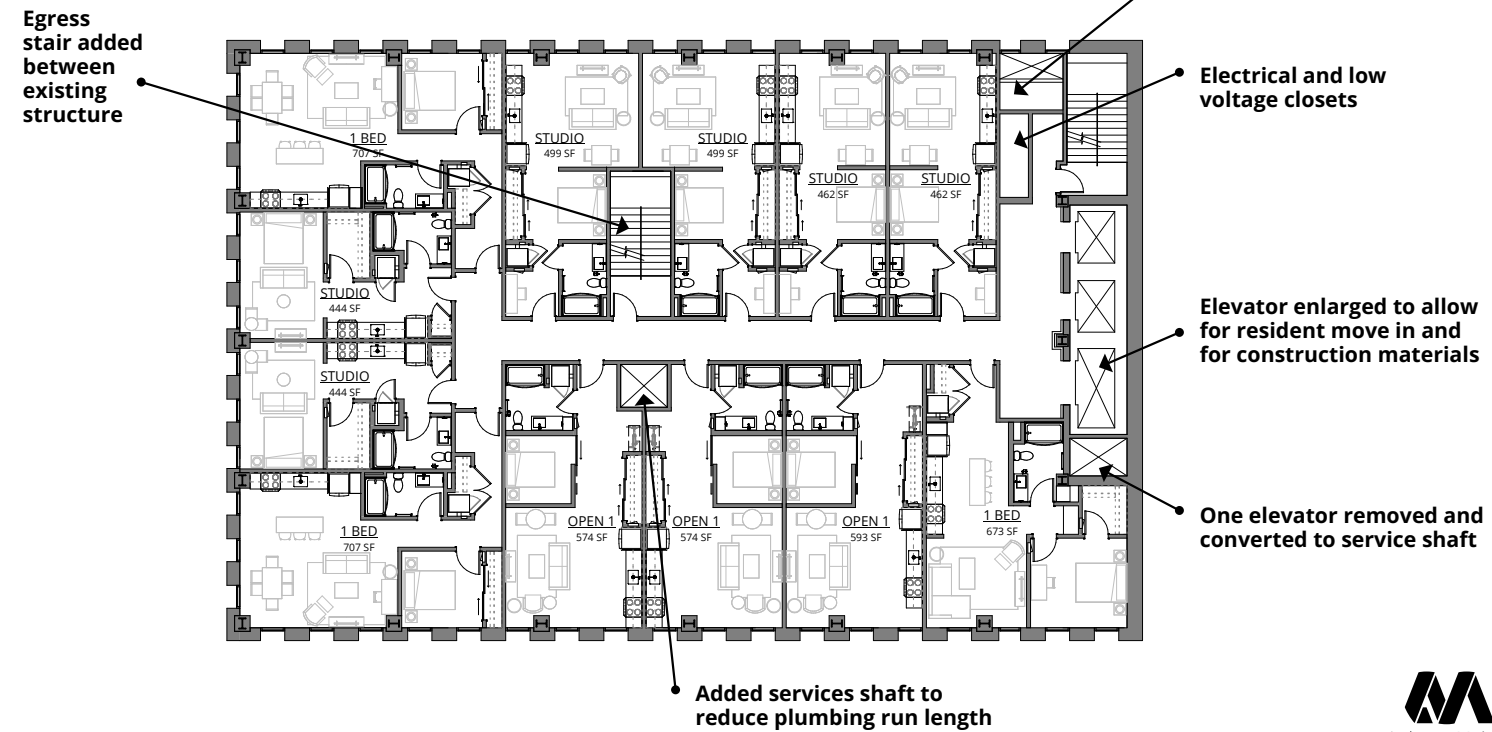 Egress
stair added
between
existing
structure
Electrical and low
voltage closets
1 BED
707 SF
STUDIO
499 SF
STUDIO
499 SF
STUDIO
462 SF
STUDIO
462 SF
STUDIO
444 SF
Elevator enlarged to allow
for resident move in and
for construction materials
STUDIO
444 SF
1 BED
707 SF
OPEN 1
574 SF
OPEN 1
574 SF
OPEN 1
593 SF
1 BED
673 SF
One elevator removed and
converted to service shaft
Added services shaft to
reduce plumbing run length